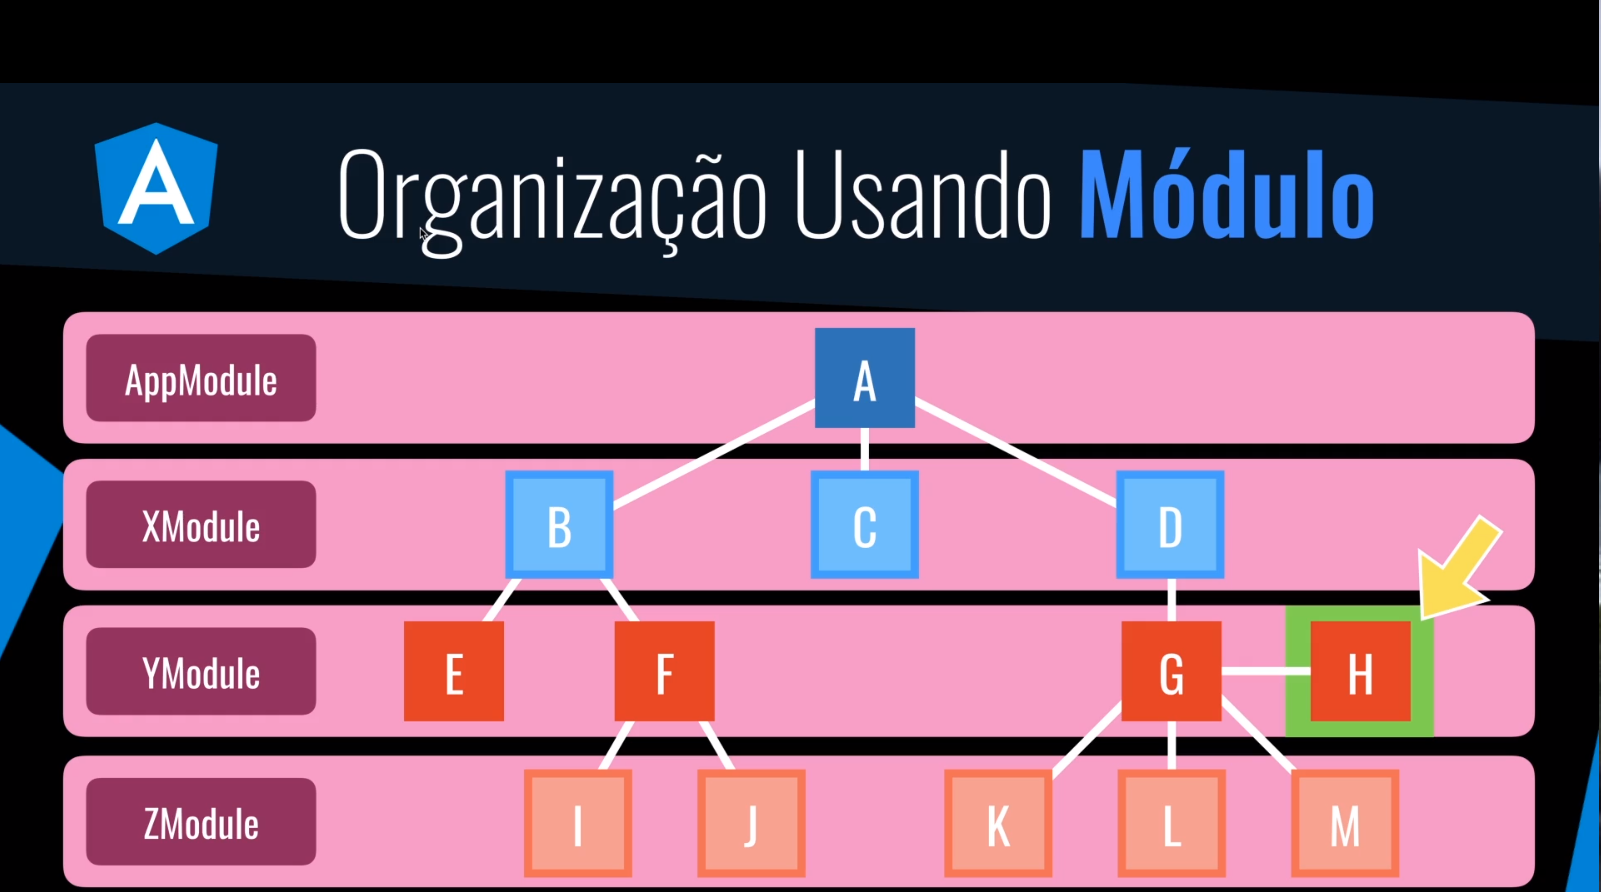 A
Organização Usando Módulo
AppModule
A
XModule
B
C
D
YModule
E
F
G
H
ZModule
I
J
K
L
M